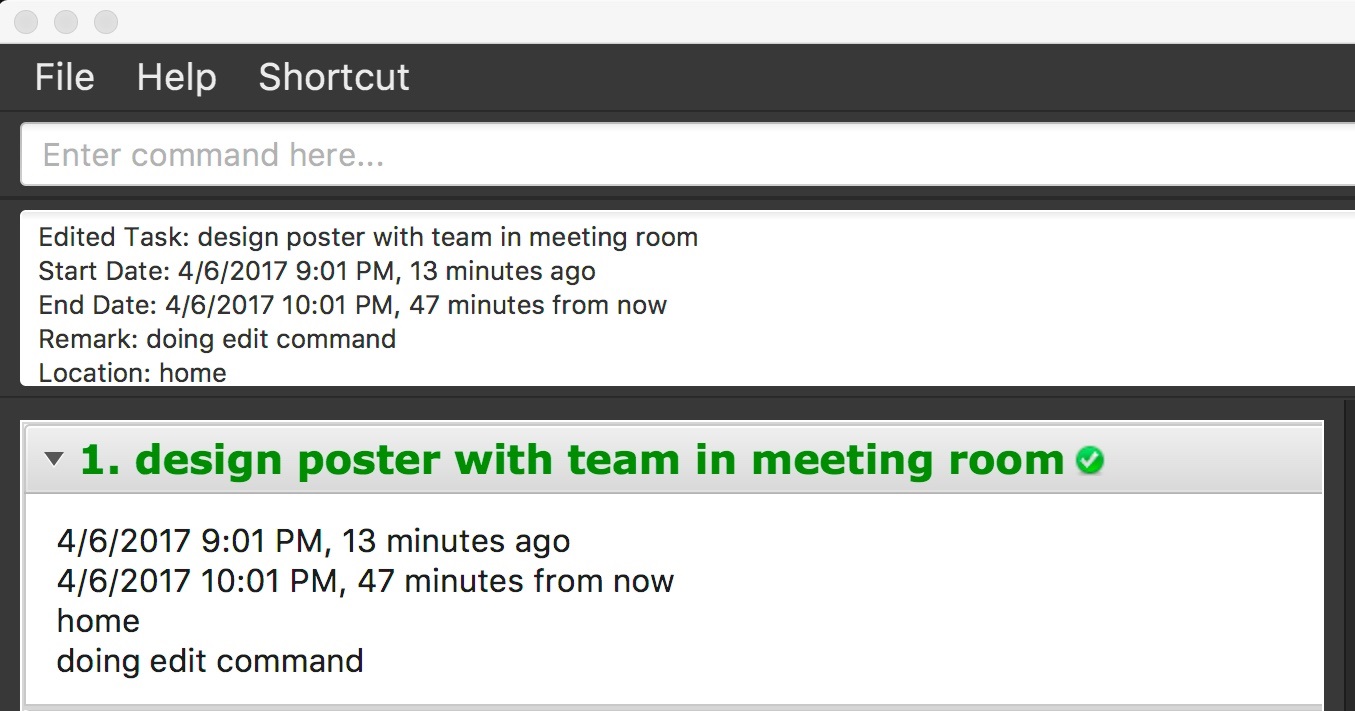 File Help Shortcut
Enter command here...
Edited Task: design poster with team in meeting room
Start Date: 4/6/2017 9:01 PM, 13 minutes ago
End Date: 4/6/2017 10:01 PM, 47 minutes from now
Remark: doing edit command
Location: home
1. design poster with team in meeting room
4/6/2017 9:01 PM, 13 minutes ago
4/6/2017 10:01 PM, 47 minutes from now
home
doing edit command